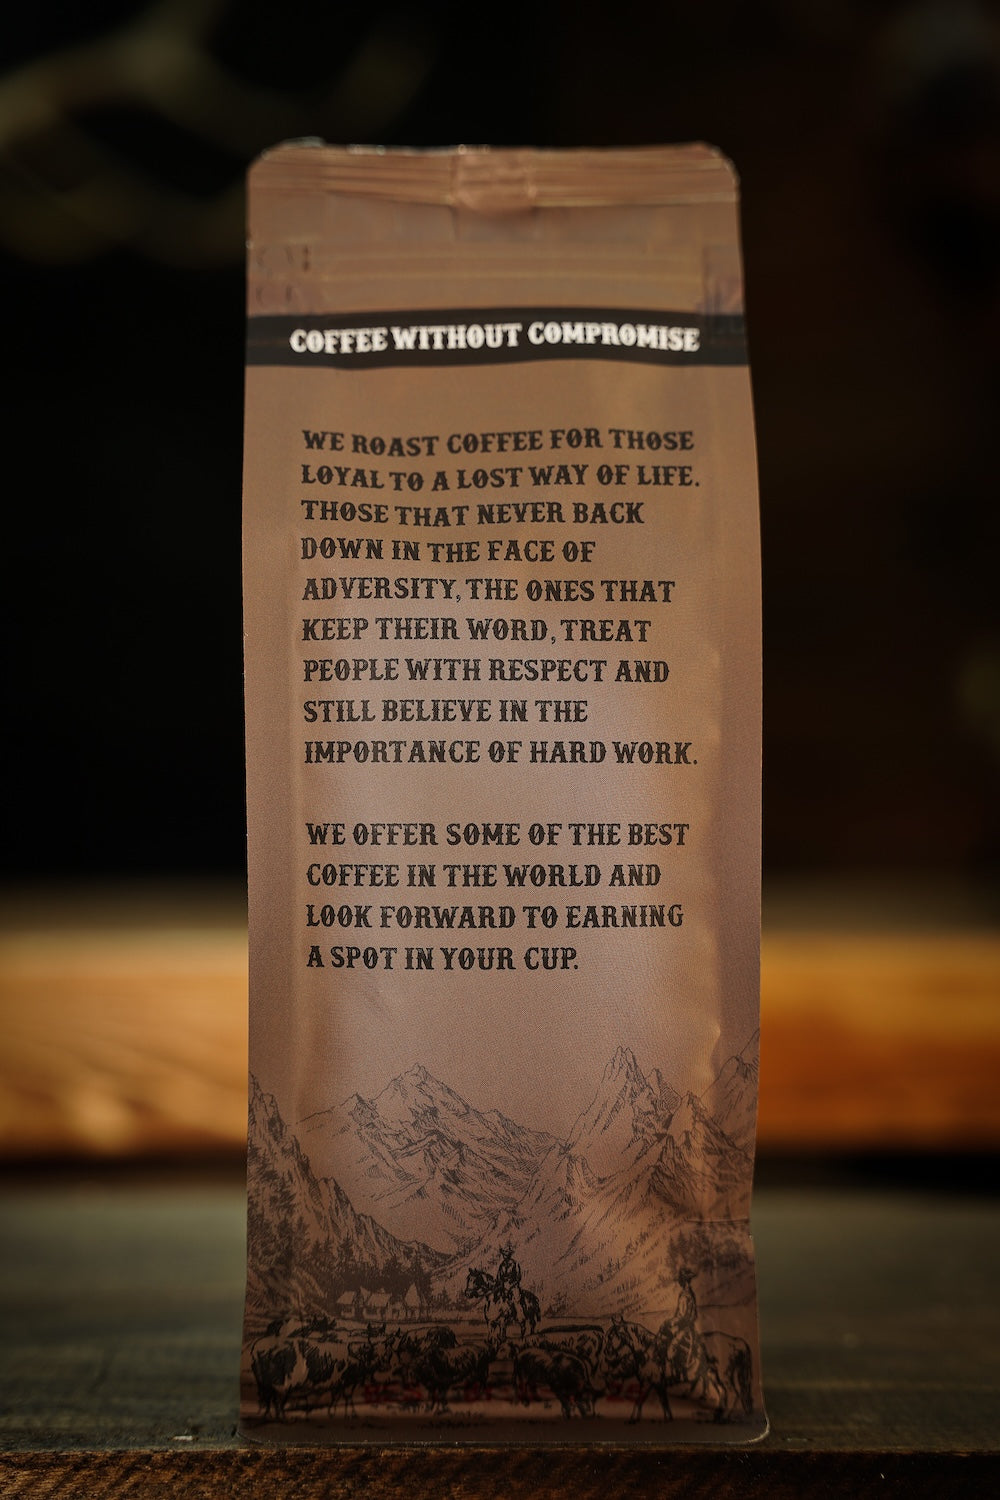 COFFEE WITHOUT COMPROMISE
WE ROAST COFFEE FOR THOSE
LOYAL TO A LOST WAY OF LIFE.
THOSE THAT NEVER BACK
DOWN IN THE FACE OF
ADVERSITY, THE ONES THAT
KEEP THEIR WORD, TREAT
PEOPLE WITH RESPECT AND
STILL BELIEVE IN THE
IMPORTANCE OF HARD WORK.
WE OFFER SOME OF THE BEST
COFFEE IN THE WORLD AND
LOOK FORWARD TO EARNING
A SPOT IN YOUR CUP.